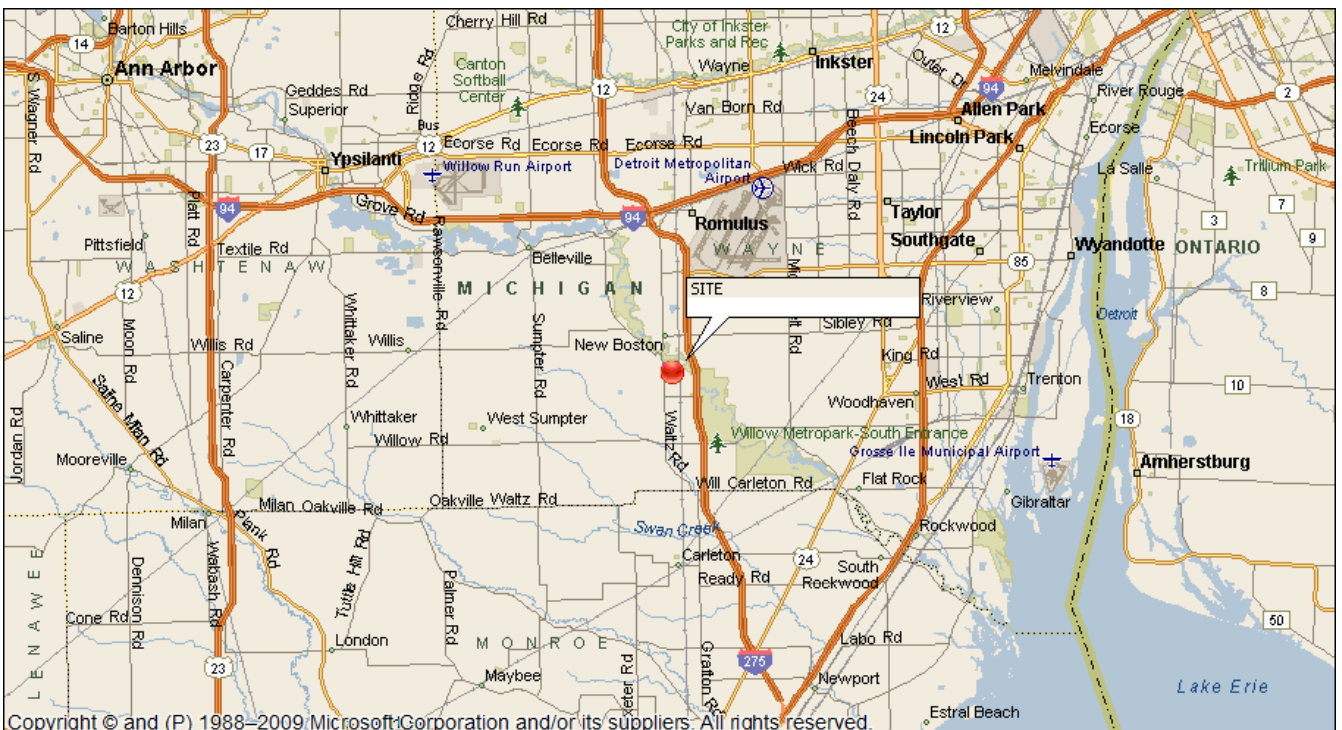 Barton Hills
Cherry Hill Rd
City of Inkster
Parks and Rec
12
14
Inkster
Outer Dr
Ann Arbor
Ridge Rd
Canton
Softball
Center
Wayne
Melvindale
94
2
S Wagner Rd
Geddes Rd
Superior
12
24
River Rouge
Van Born Rd
Allen Park
Bus
Beech Daly Rd
Lincoln Park
Ecorse
23
17
12
Ecorse Rd
Ecorse Rd
Ecorse Rd
Ypsilanti
Willow Run Airport
Detroit Metropolitan
Airport
Wick Rd
La Salle
Trillium Park
Platt Rd
94
Grove Rd
94
Romulus
Taylor
3
7
Pittsfield
Textile Rd
Rawsonville Rd
WAYNE
Southgate
Wyandotte
ONTARIO
9
Belleville
85
WASHTENAW
MICHIGAN
SITE
8
12
Moon Rd
Whittaker Rd
Sumpter Rd
Riverview
Detroit
Saline
Willis Rd
Willis
New Boston
Sibley Rd
King Rd
Saline Milan Rd
Carpenter Rd
West Rd
Trenton
10
Woodhaven
Jordan Rd
Whittaker
West Sumpter
Waltz Rd
18
Willow Rd
Willow Metropark-South Entrance
Mooreville
Grosse Ile Municipal Airport
Amherstburg
Will Carleton Rd
Flat Rock
Milan
Milan Oakville Rd
Oakville Waltz Rd
Gibraltar
Plank Rd
Swan Creek
Rockwood
LENAWEE
Dennison Rd
Wabash Rd
Tuttle Hill Rd
Palmer Rd
Carleton
24
South
Rockwood
Ready Rd
Cone Rd
50
London
MONROE
Labo Rd
23
Exeter Rd
Grafton Rd
275
Maybee
Newport
Lake Erie
Estral Beach
Copyright © and (P) 1988–2009 Microsoft Corporation and/or its suppliers. All rights reserved.